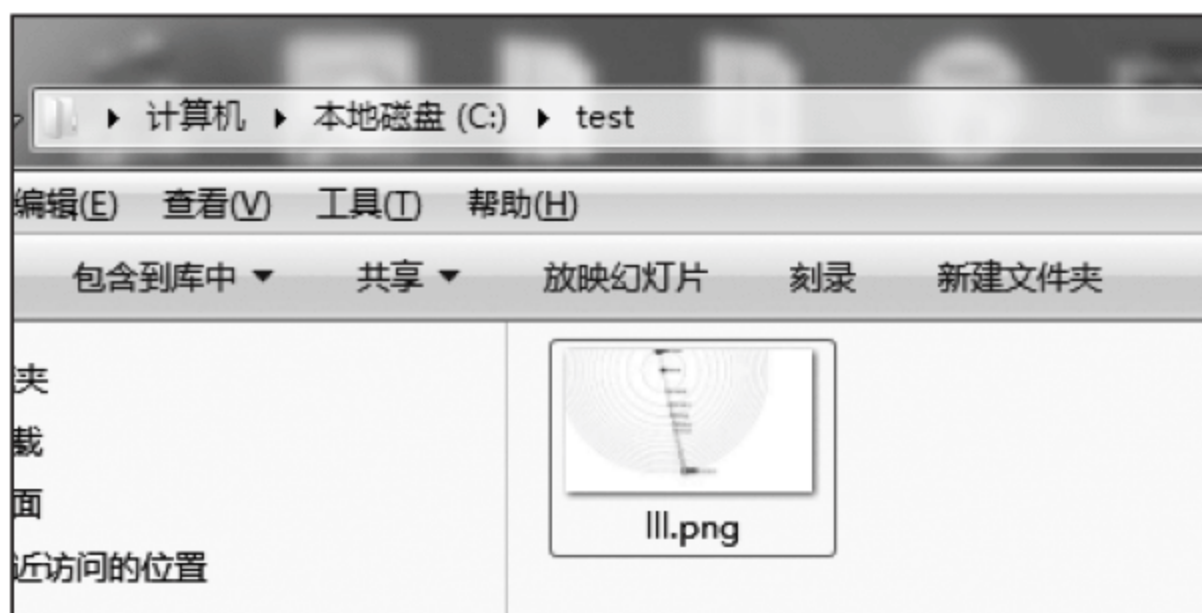 计算机 本地磁盘 (C:) test
编辑(E) 查看(V) 工具(T) 帮助(H)
包含到库中 共享 放映幻灯片 刻录 新建文件夹
夹
载
面
近访问的位置
lll.png